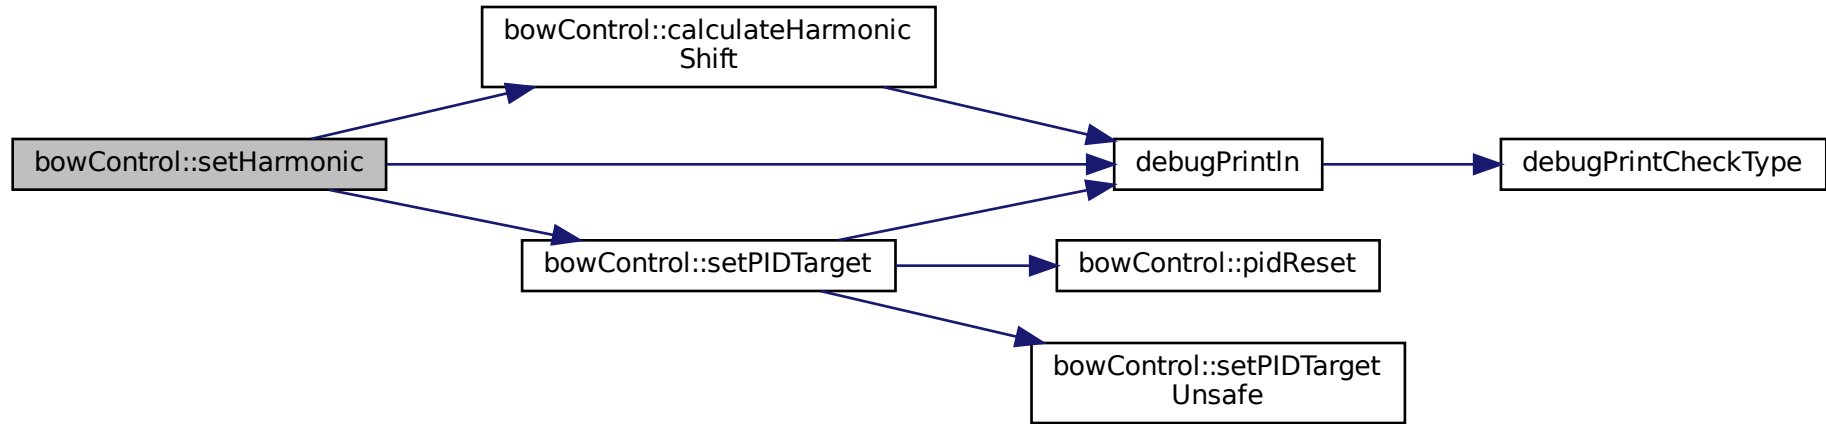 bowControl::calculateHarmonic
Shift
bowControl::setHarmonic
debugPrintln
debugPrintCheckType
bowControl::setPIDTarget
bowControl::pidReset
bowControl::setPIDTarget
Unsafe